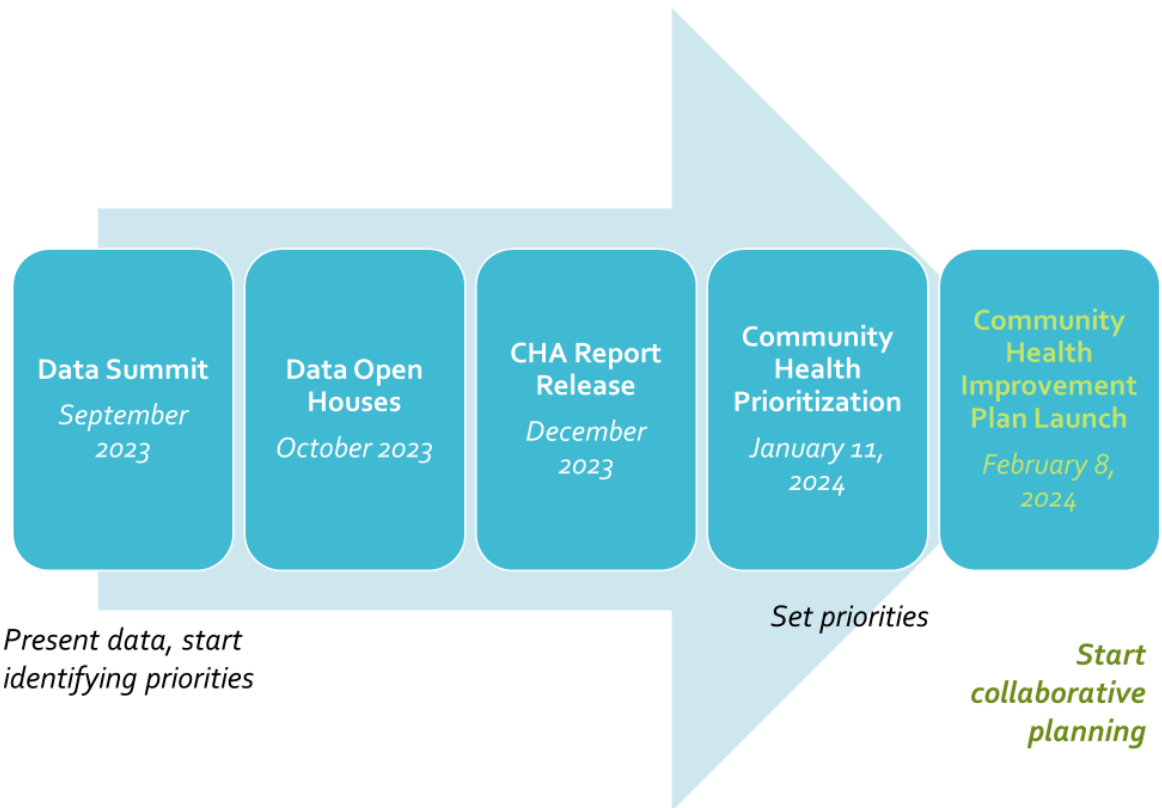 Data Summit
September
2023
Data Open
Houses
October 2023
CHA Report
Release
December
2023
Community
Health
Prioritization
January 11,
2024
Community
Health
Improvement
Plan Launch
February 8,
2024
Present data, start
identifying priorities
Set priorities
Start
collaborative
planning